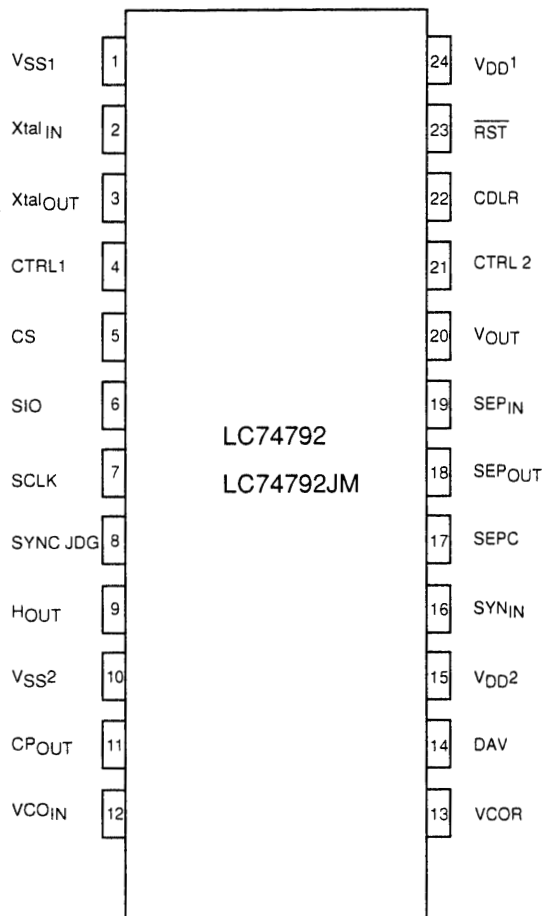 VSS1 1 24 VDD1
XtalIN 2 23 RST
XtalOUT 3 22 CDLR
CTRL1 4 21 CTRL 2
CS 5 20 VOUT
SIO 6 19 SEPIN
LC74792
SCLK 7 18 SEPOUT
LC74792JM
SYNC JDG 8 17 SEPC
HOUT 9 16 SYNIN
VSS2 10 15 VDD2
CPOUT 11 14 DAV
VCOIN 12 13 VCOR